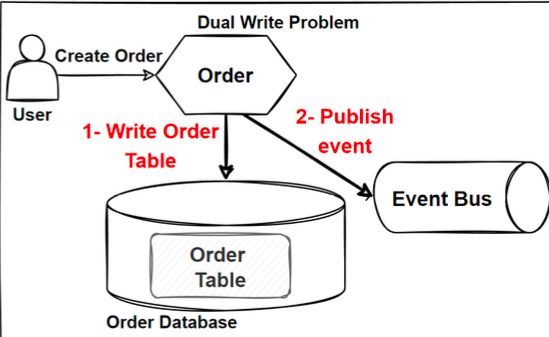 Dual Write Problem
Create Order
Order
User
1- Write Order
Table
2- Publish
event
Event Bus
Order
Table
Order Database